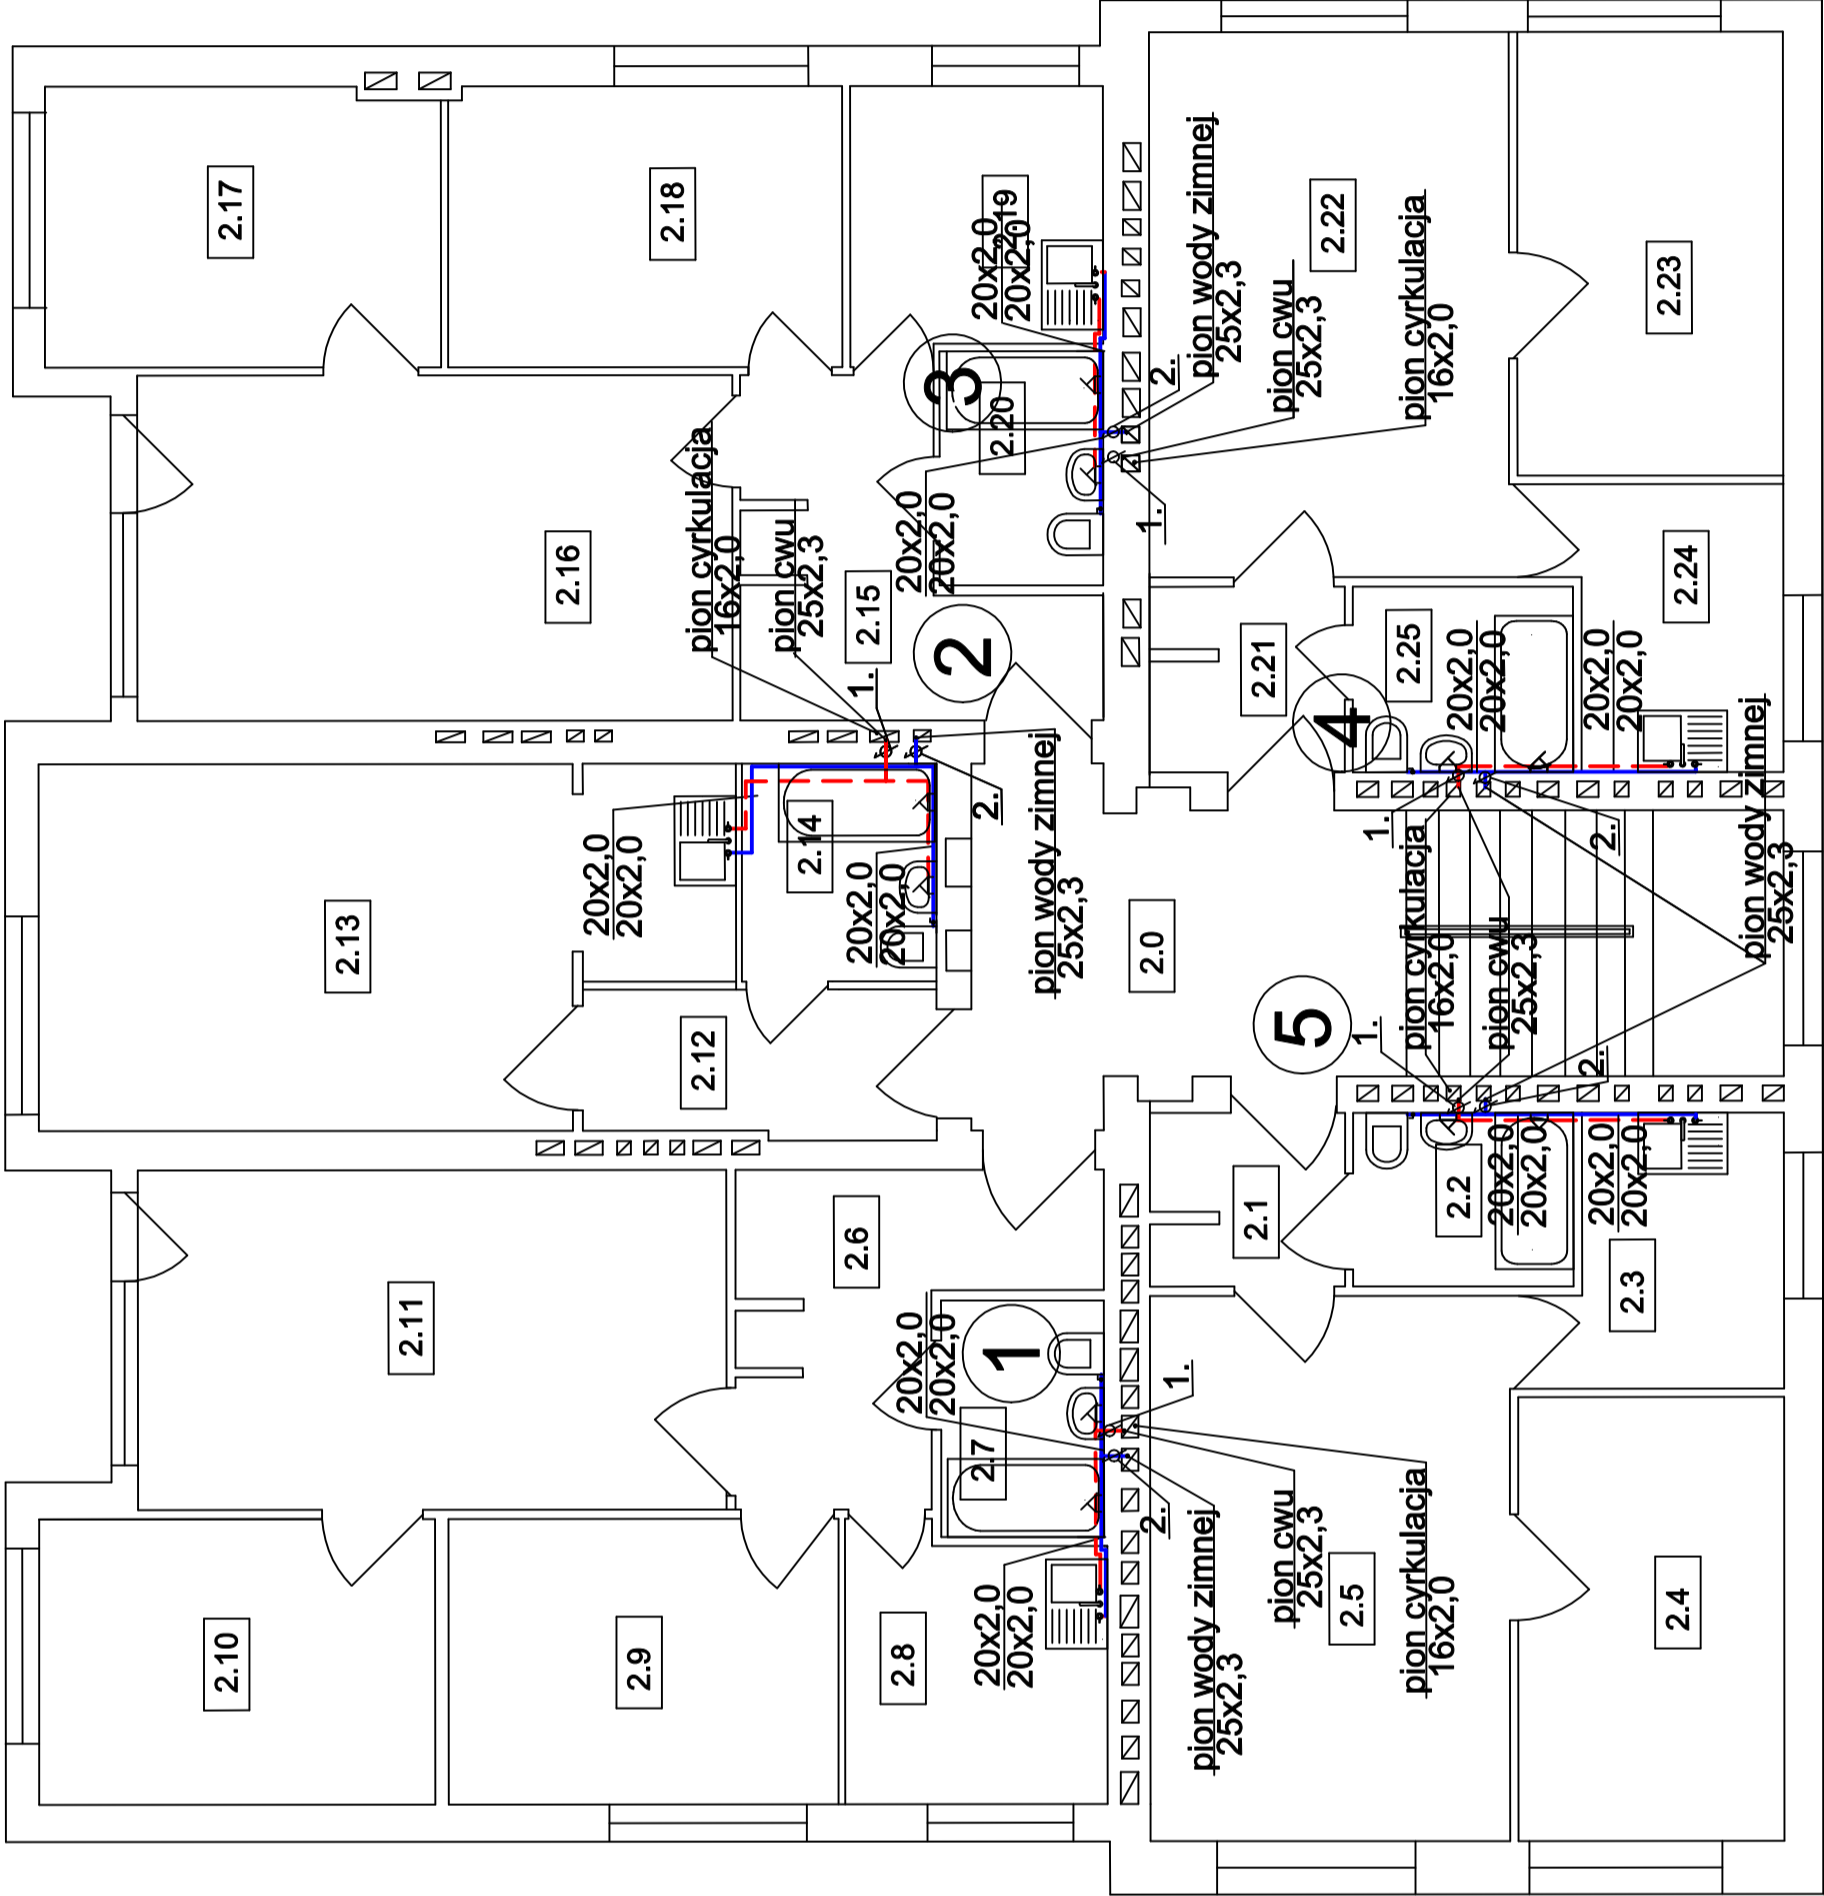 2.17
2.18
2.19
20x2,0
20x2,0
3
2.20
2.
1.
pion wody zimnej
25x2,3
pion cwu
25x2,3
pion cyrkulacja
16x2,0
2.22
2.23
2.16
pion cyrkulacja
16x2,0
pion cwu
25x2,3
2.15
20x2,0
20x2,0
2
1.
2.
2.21
2.24
2.25
4
20x2,0
20x2,0
20x2,0
20x2,0
1.
2.
pion wody zimnej
25x2,3
2.13
20x2,0
20x2,0
2.14
20x2,0
20x2,0
2.12
pion wody zimnej
25x2,3
2.0
5
pion cyrkulacja
16x2,0
pion cwu
25x2,3
1.
2.
2.11
2.6
2.1
2.2
20x2,0
20x2,0
20x2,0
20x2,0
2.3
20x2,0
20x2,0
1
2.7
1.
2.
2.10
2.9
2.8
20x2,0
20x2,0
pion wody zimnej
25x2,3
pion cwu
25x2,3
2.5
pion cyrkulacja
16x2,0
2.4